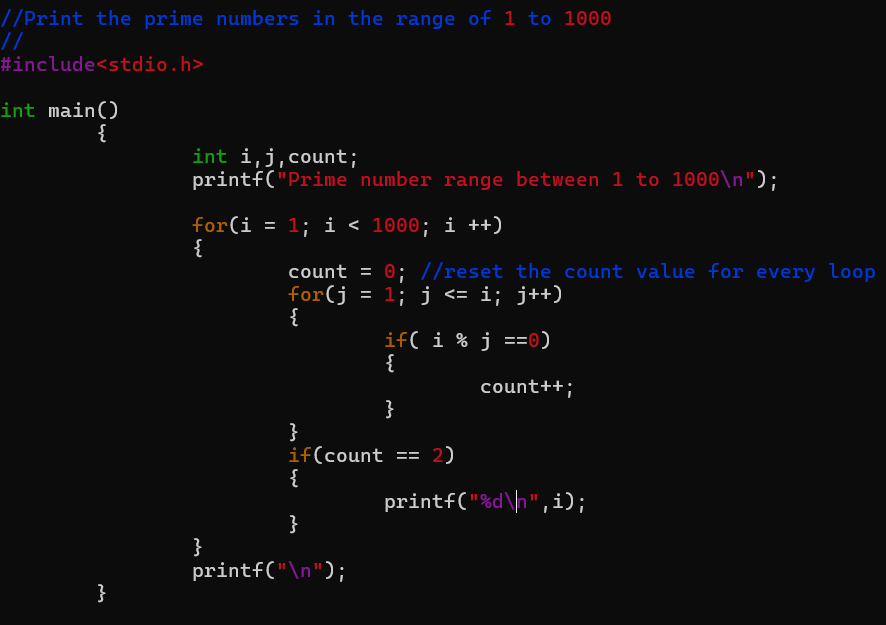 //Print the prime numbers in the range of 1 to 1000
//
#include<stdio.h>
int main()
{
int i,j,count;
printf("Prime number range between 1 to 1000\n");
for(i = 1; i < 1000; i ++)
{
count = 0; //reset the count value for every loop
for(j = 1; j <= i; j++)
{
if( i % j ==0)
{
count++;
}
}
if(count == 2)
{
printf("%d\n",i);
}
}
printf("\n");
}